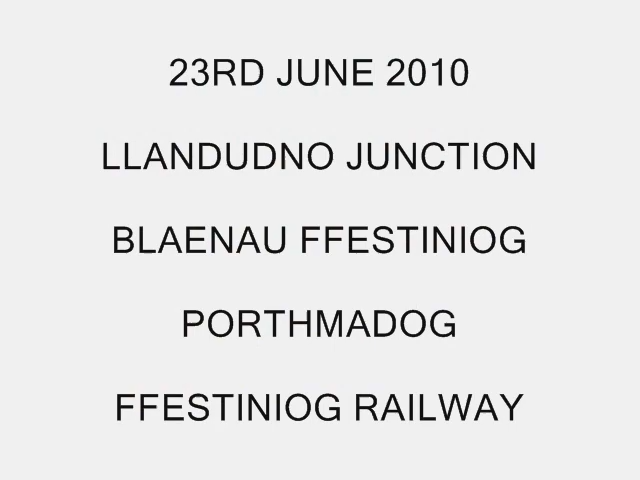 23RD JUNE 2010
LLANDUDNO JUNCTION
BLAENAU FFESTINIOG
PORTHMADOG
FFESTINIOG RAILWAY